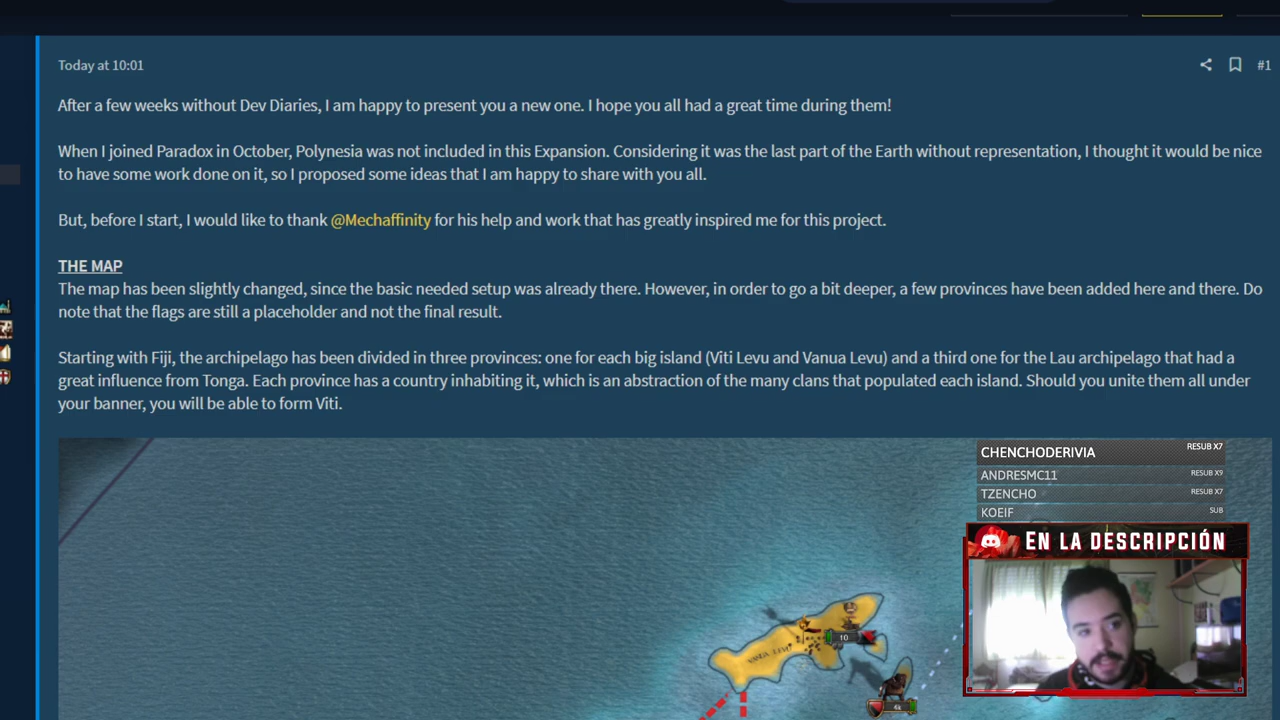 Today at 10:01
#1
After a few weeks without Dev Diaries, I am happy to present you a new one. I hope you all had a great time during them!
When I joined Paradox in October, Polynesia was not included in this Expansion. Considering it was the last part of the Earth without representation, I thought it would be nice
to have some work done on it, so I proposed some ideas that I am happy to share with you all.
But, before I start, I would like to thank @Mechaffinity for his help and work that has greatly inspired me for this project.
THE MAP
The map has been slightly changed, since the basic needed setup was already there. However, in order to go a bit deeper, a few provinces have been added here and there. Do
note that the flags are still a placeholder and not the final result.
Starting with Fiji, the archipelago has been divided in three provinces: one for each big island (Viti Levu and Vanua Levu) and a third one for the Lau archipelago that had a
great influence from Tonga. Each province has a country inhabiting it, which is an abstraction of the many clans that populated each island. Should you unite them all under
your banner, you will be able to form Viti.
CHENCHODERIVIA RESUB X7
ANDRESMC11 RESUB X9
TZENCHO RESUB X7
KOEIF SUB
EN LA DESCRIPCIÓN
10
VANUA LEVU
4k